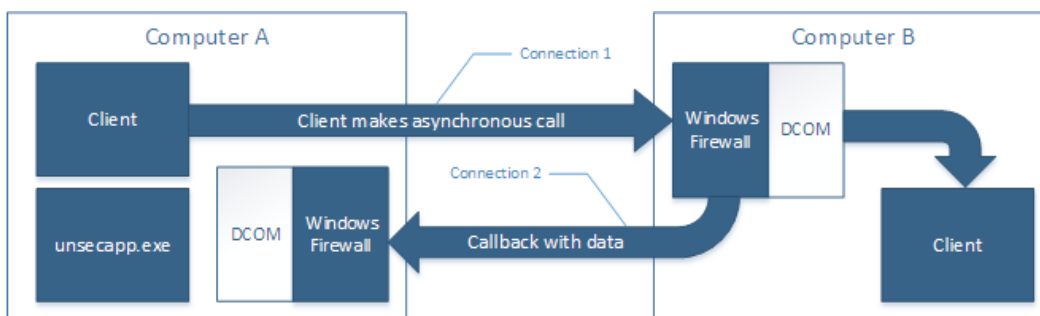 Computer A
Computer B
Connection 1
Client
Client makes asynchronous call
Windows
Firewall
DCOM
Connection 2
unsecapp.exe
DCOM
Windows
Firewall
Callback with data
Client